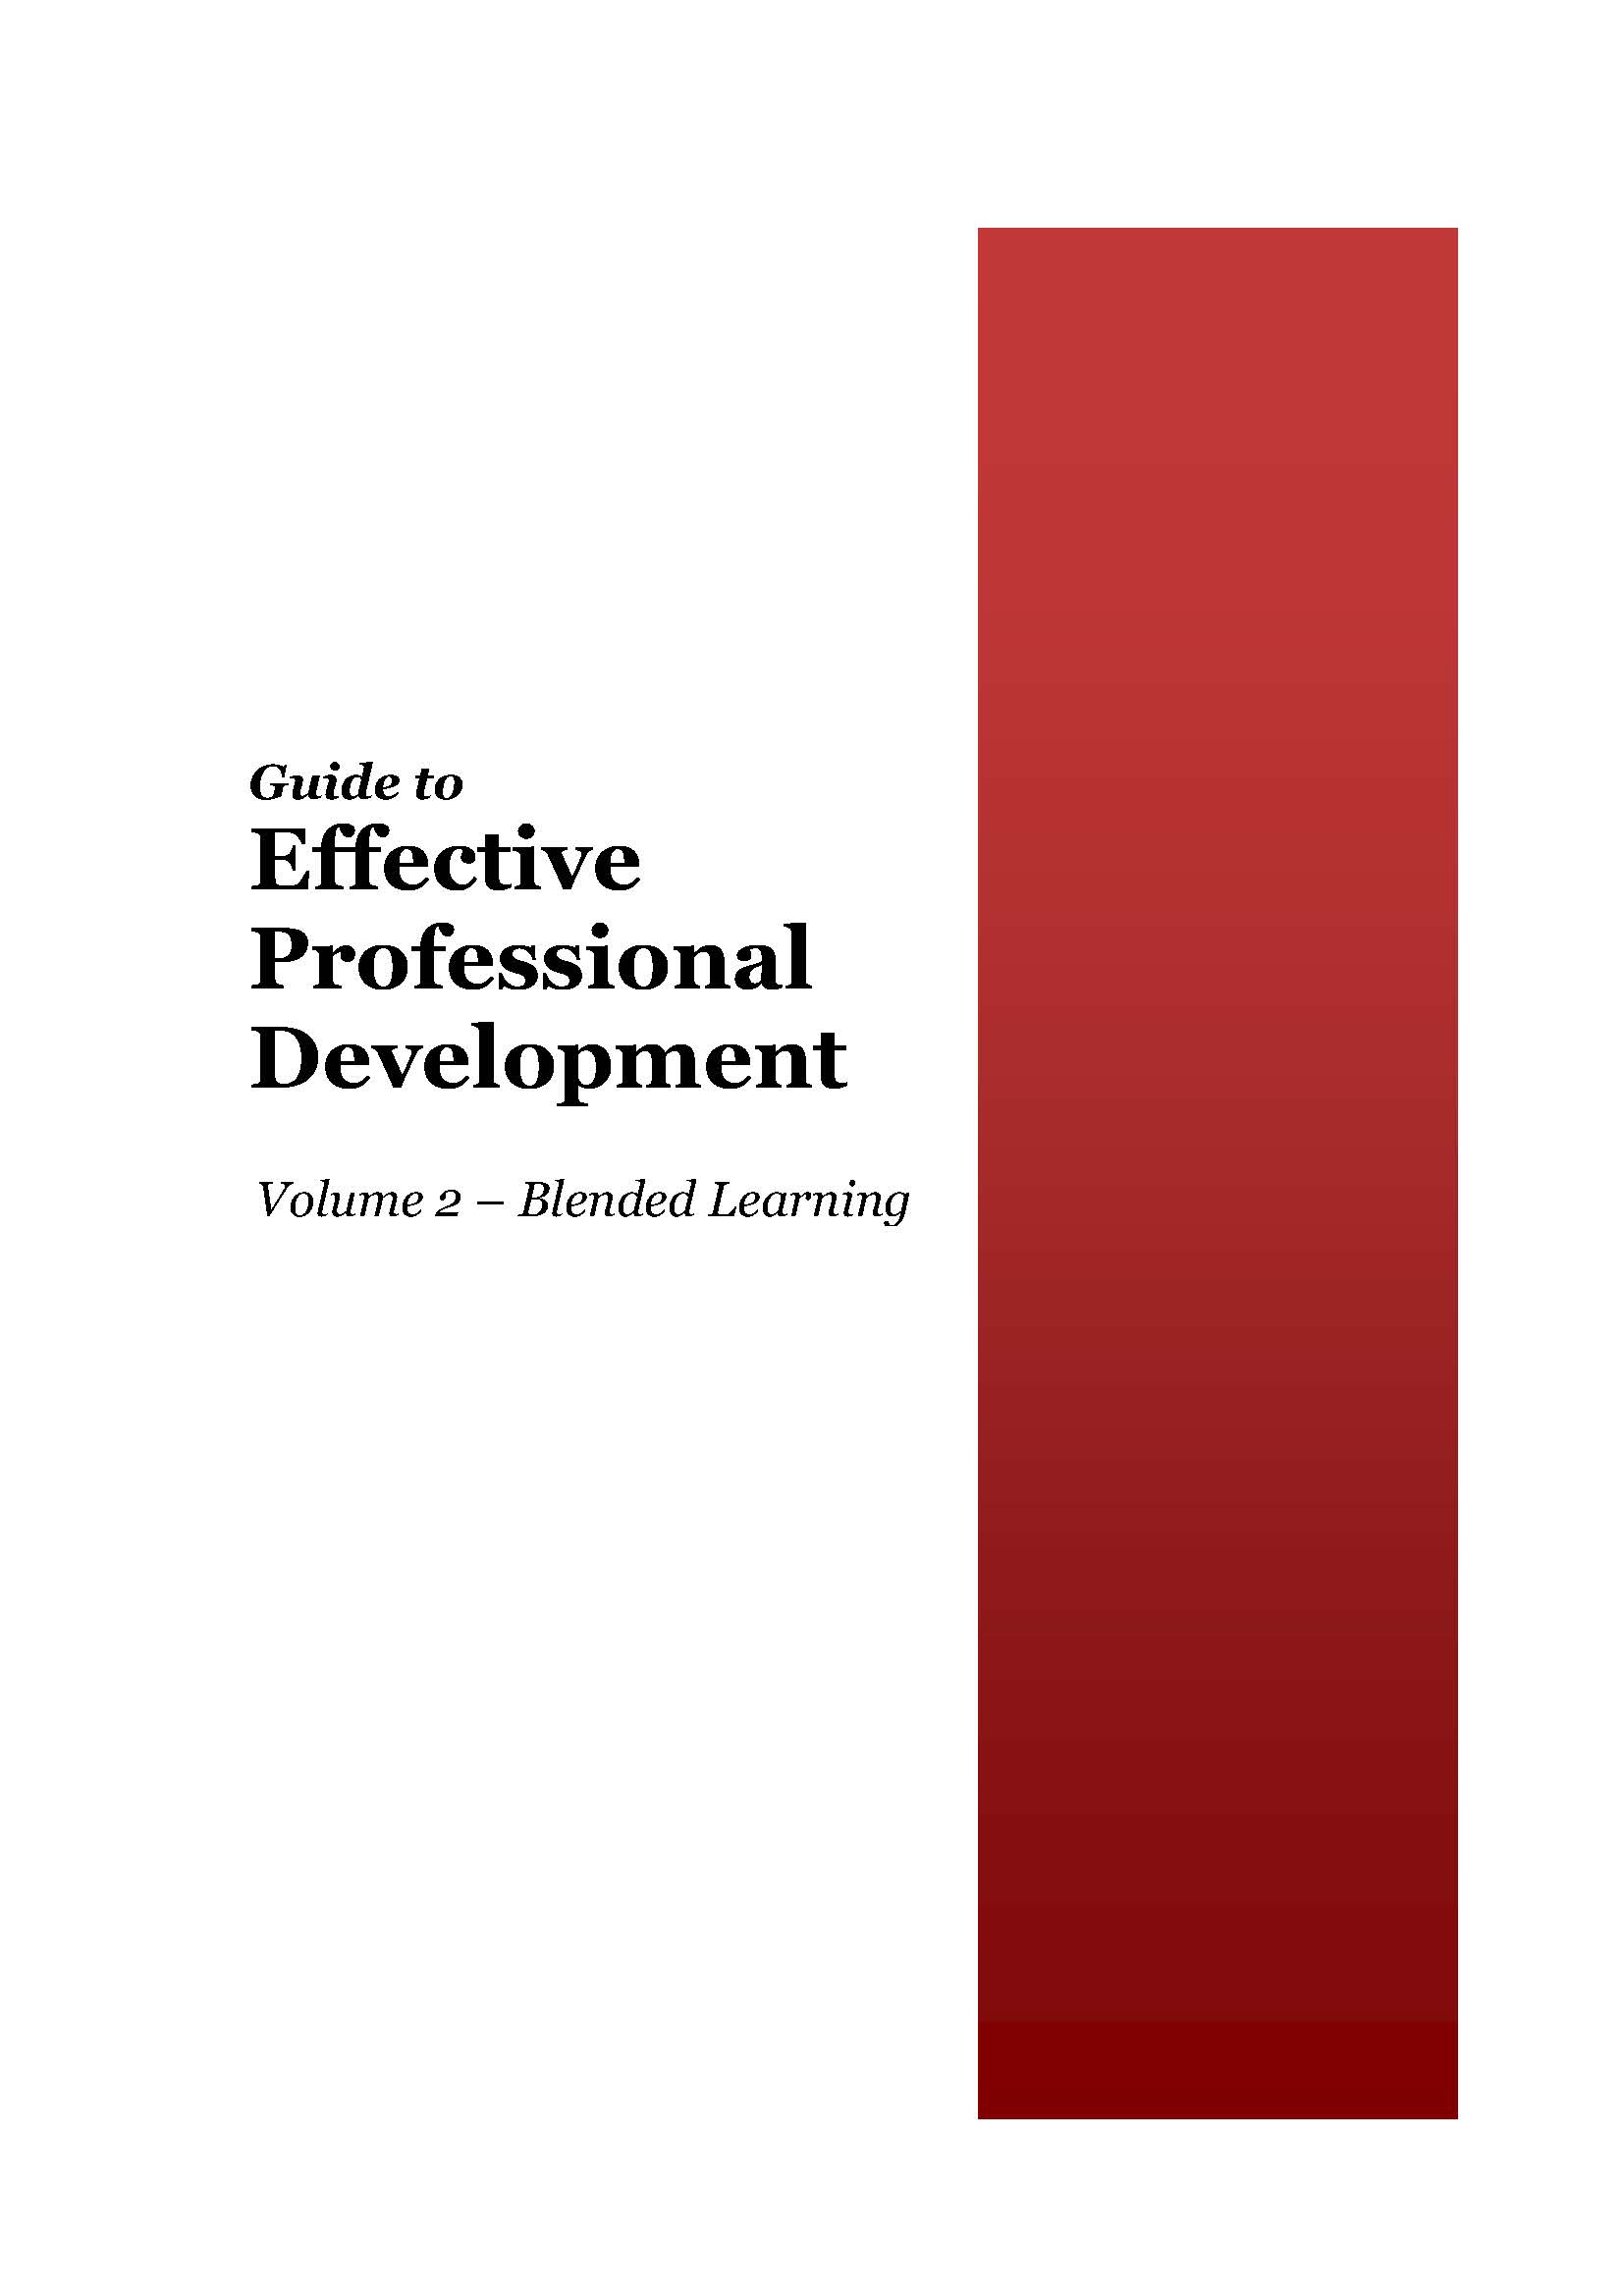 Guide to
Effective
Professional
Development
Volume 2 – Blended Learning